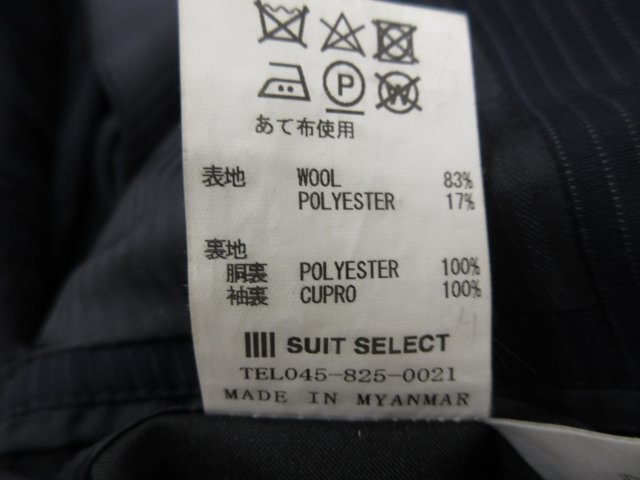 あて布使用
表地 WOOL 83%
POLYESTER 17%
裏地
胴裏 POLYESTER 100%
袖裏 CUPRO 100%
SUIT SELECT
TEL045-825-0021
MADE IN MYANMAR